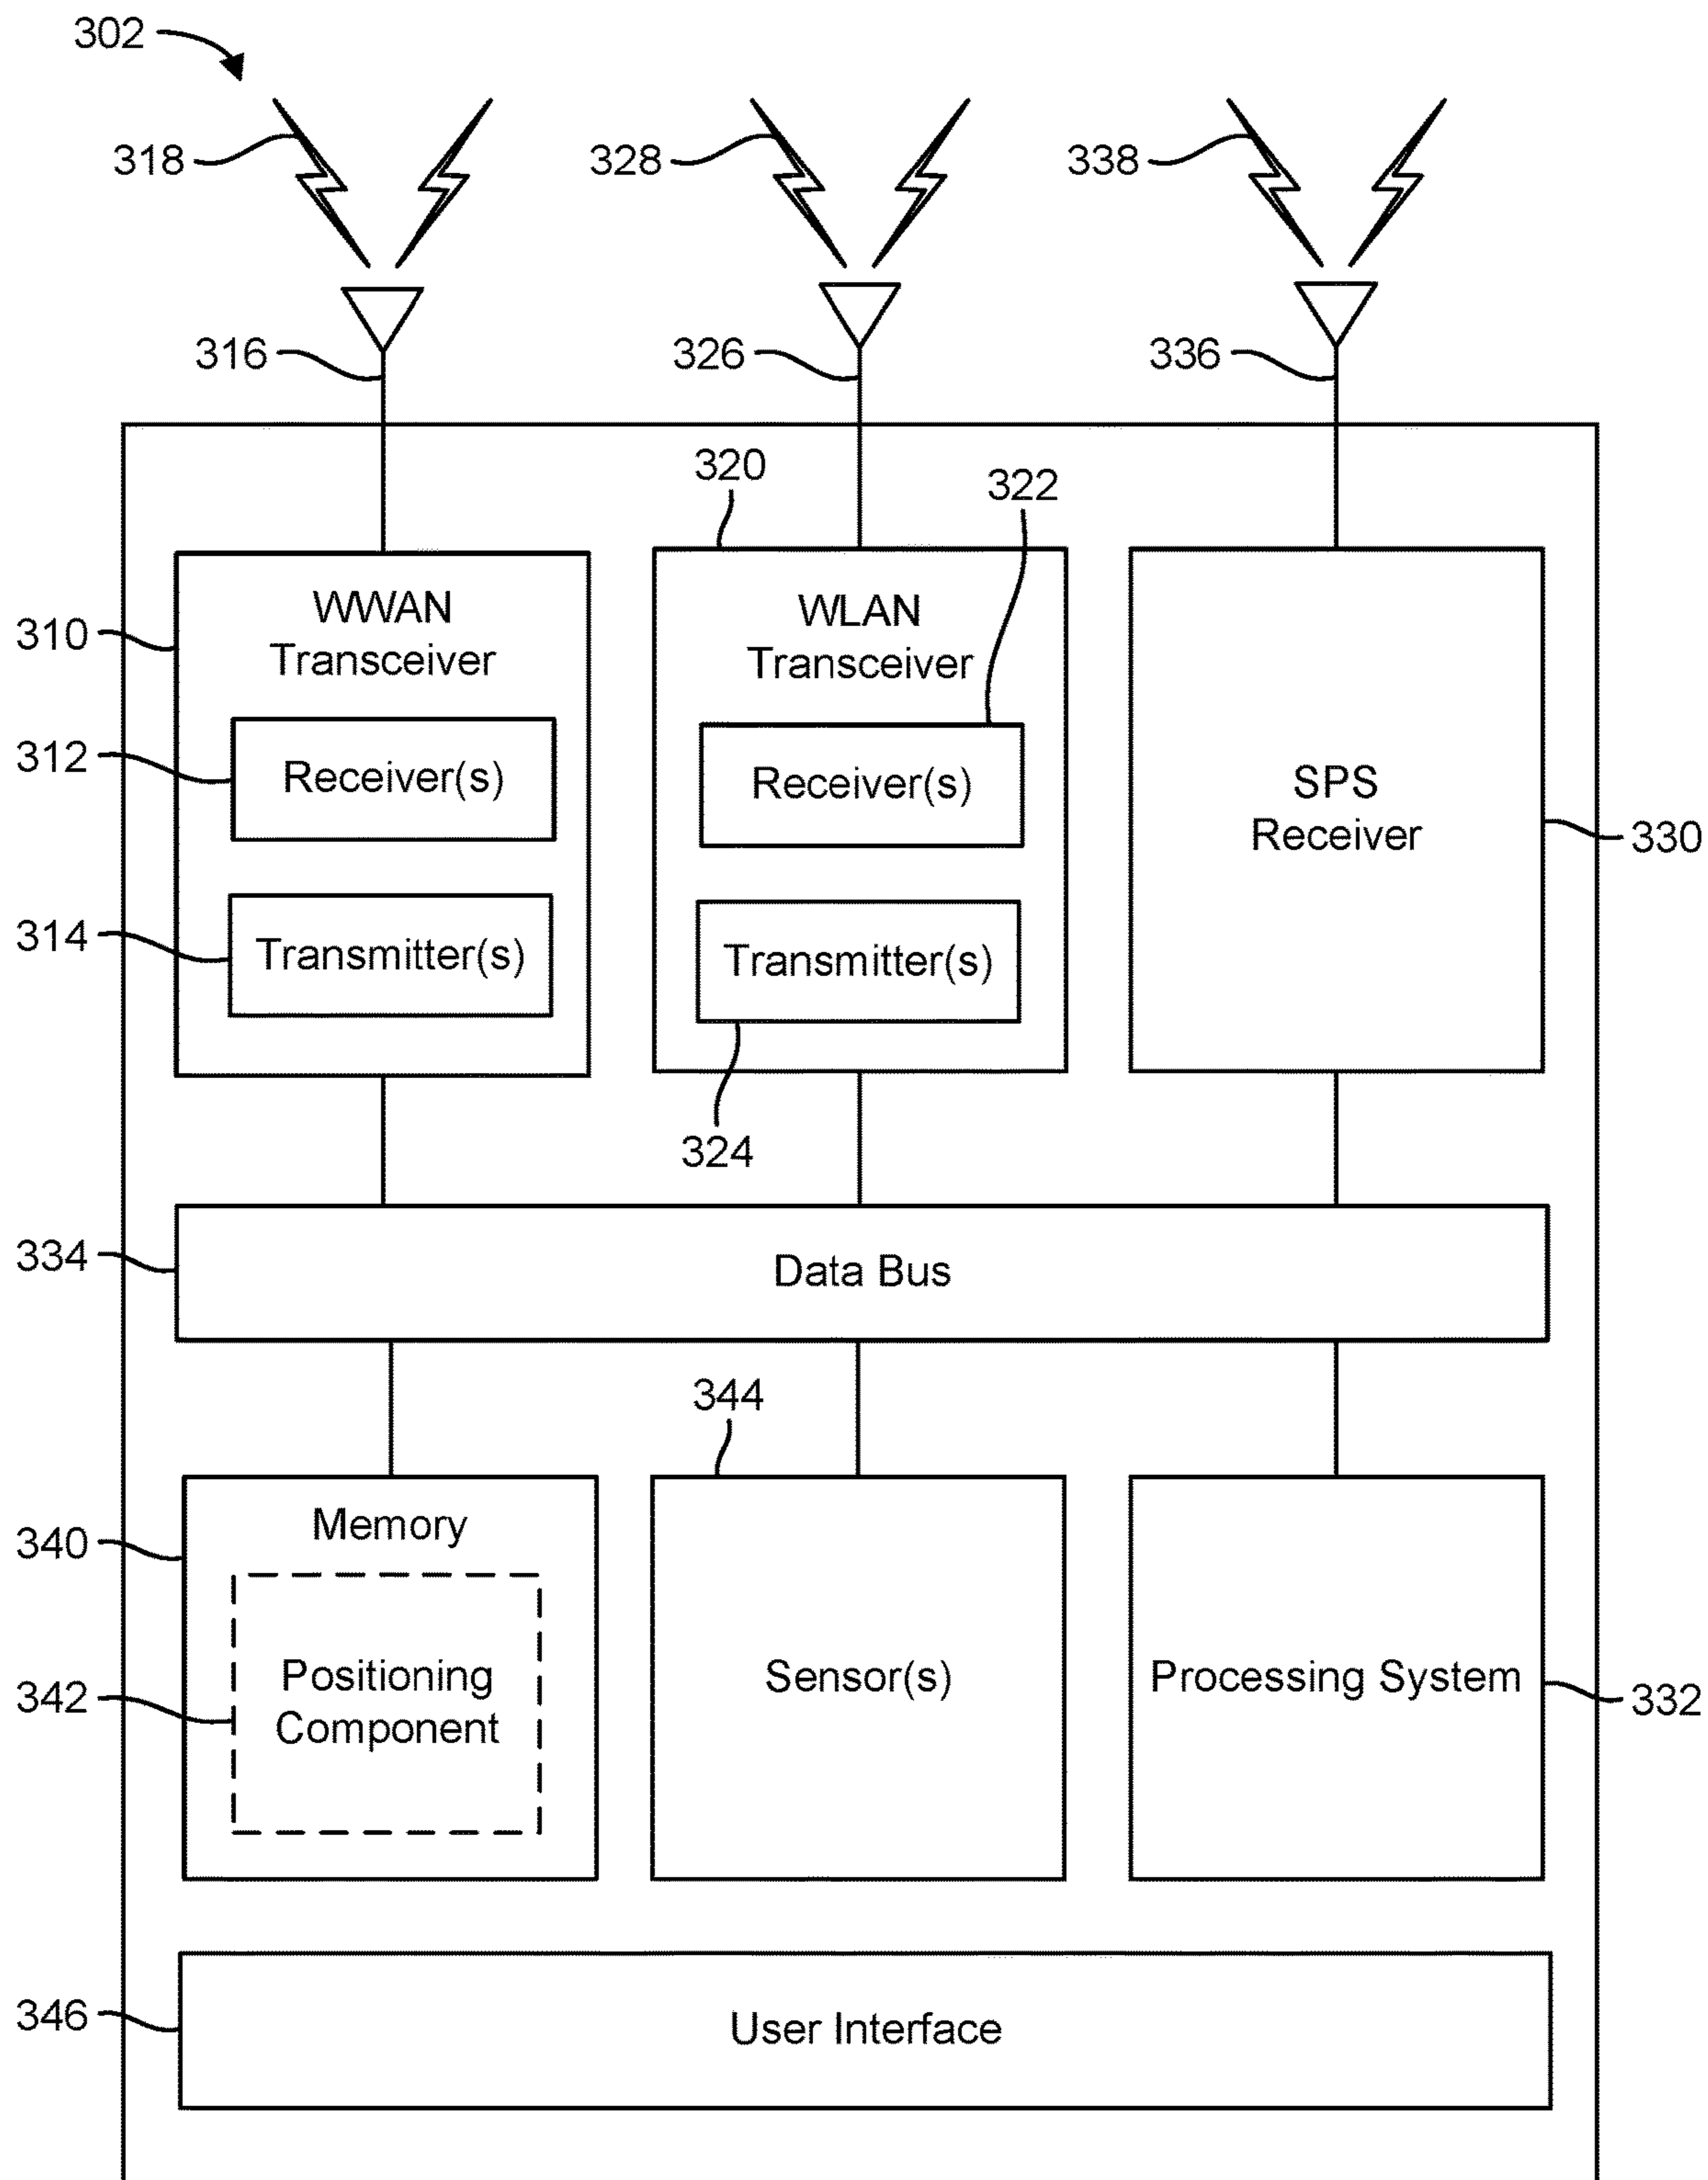 302
318
328
338
316
326
336
320
322
310
WWAN
Transceiver
WLAN
Transceiver
312
Receiver(s)
Receiver(s)
SPS
Receiver
330
314
Transmitter(s)
Transmitter(s)
324
334
Data Bus
344
340
Memory
342
Positioning
Component
Sensor(s)
Processing System
332
346
User Interface